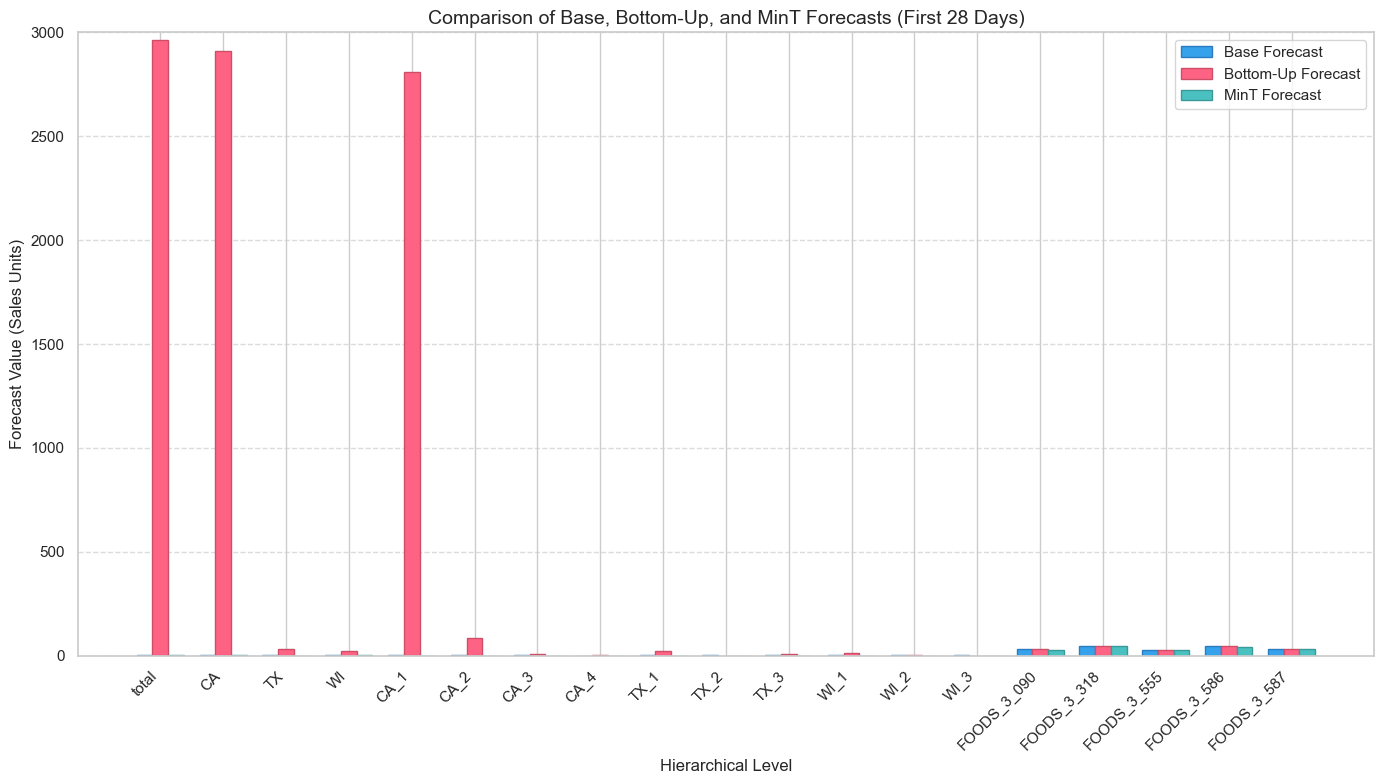 Comparison of Base, Bottom-Up, and MinT Forecasts (First 28 Days)
Base Forecast
Bottom-Up Forecast
MinT Forecast
Forecast Value (Sales Units)
3000
2500
2000
1500
1000
500
0
total
CA
TX
WI
CA_1
CA_2
CA_3
CA_4
TX_1
TX_2
TX_3
WI_1
WI_2
WI_3
FOODS_3_090
FOODS_3_318
FOODS_3_555
FOODS_3_586
FOODS_3_587
Hierarchical Level